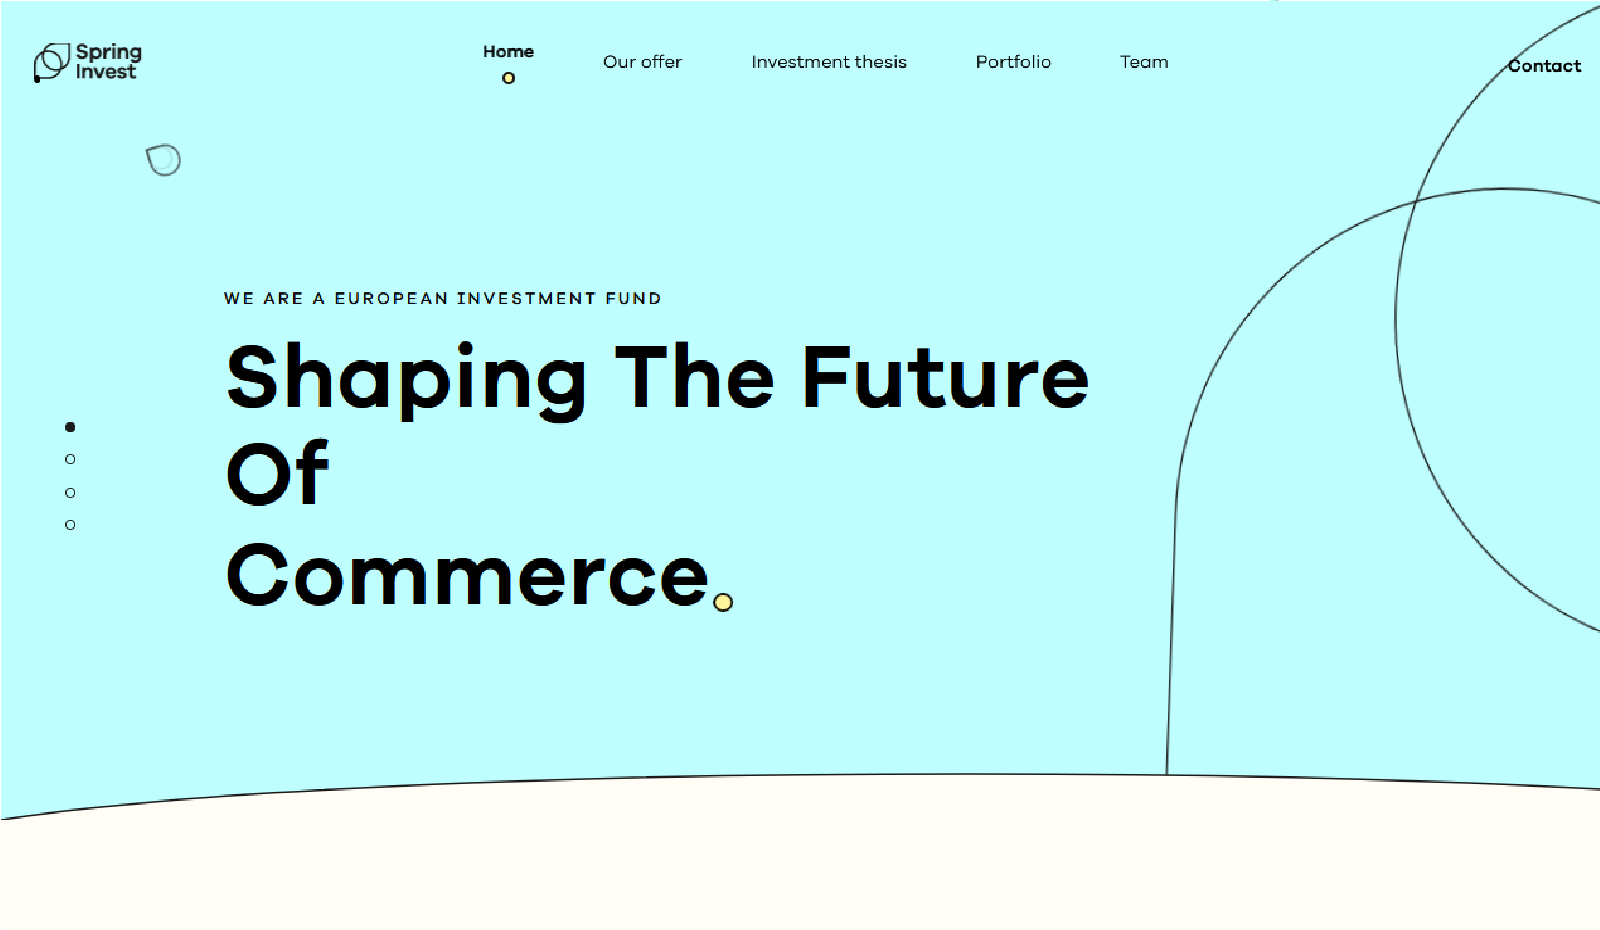 Spring
Invest
Home
Our offer
Investment thesis
Portfolio
Team
Contact
WE ARE A EUROPEAN INVESTMENT FUND
Shaping The Future
Of
Commerce.